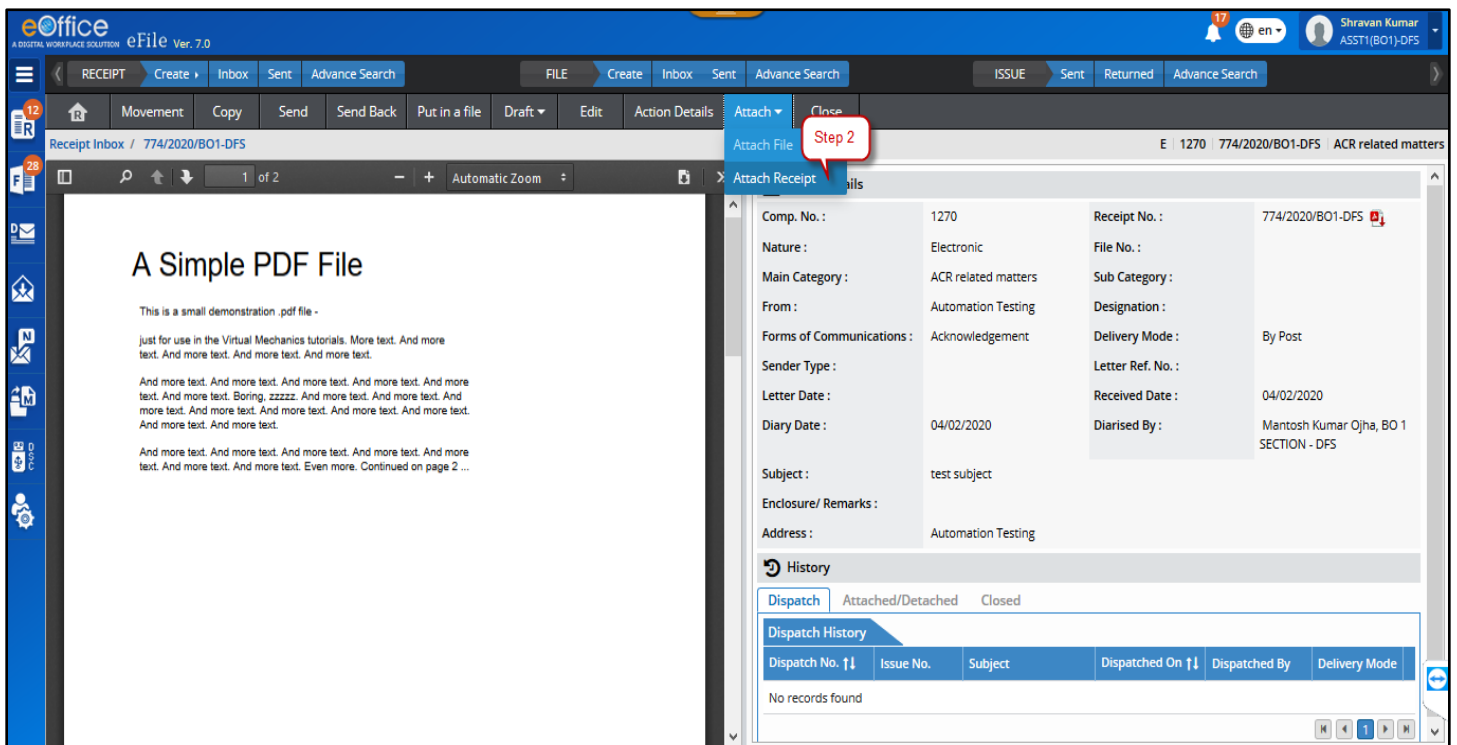 eOffice
A DIGITAL WORKPLACE SOLUTION eFile Ver. 7.0
17
en
Shravan Kumar
ASST1(BO1)-DFS
RECEIPT Create Inbox Sent Advance Search FILE Create Inbox Sent Advance Search ISSUE Sent Returned Advance Search
12
R
R Movement Copy Send Send Back Put in a file Draft Edit Action Details Attach Close
Attach File
Attach Receipt
Step 2
Receipt Inbox / 774/2020/BO1-DFS
E 1270 774/2020/BO1-DFS ACR related matters
28
F
1 of 2 Automatic Zoom
ails
D
N
M
DSC
A Simple PDF File
This is a small demonstration .pdf file -
just for use in the Virtual Mechanics tutorials. More text. And more
text. And more text. And more text. And more text.
And more text. And more text. And more text. And more text. And more
text. And more text. Boring, zzzzz. And more text. And more text. And
more text. And more text. And more text. And more text. And more text.
And more text. And more text.
And more text. And more text. And more text. And more text. And more
text. And more text. And more text. Even more. Continued on page 2 ...
Comp. No. : 1270 Receipt No. : 774/2020/BO1-DFS
Nature : Electronic File No. :
Main Category : ACR related matters Sub Category :
From : Automation Testing Designation :
Forms of Communications : Acknowledgement Delivery Mode : By Post
Sender Type : Letter Ref. No. :
Letter Date : Received Date : 04/02/2020
Diary Date : 04/02/2020 Diarised By : Mantosh Kumar Ojha, BO 1
SECTION - DFS
Subject : test subject
Enclosure/ Remarks :
Address : Automation Testing
History
Dispatch Attached/Detached Closed
Dispatch History
Dispatch No. Issue No. Subject Dispatched On Dispatched By Delivery Mode
No records found
1